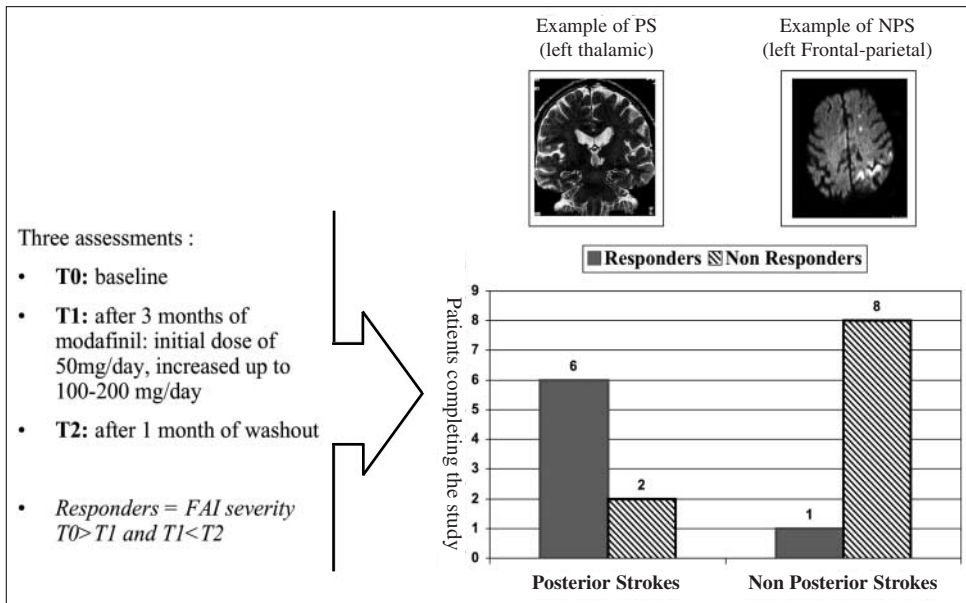 Example of PS
(left thalamic)
Example of NPS
(left Frontal-parietal)
Three assessments :
• T0: baseline
• T1: after 3 months of
modafinil: initial dose of
50mg/day, increased up to
100-200 mg/day
• T2: after 1 month of washout
• Responders = FAI severity
T0>T1 and T1<T2
Responders Non Responders
Patients completing the study
9
8
7
6
5
4
3
2
1
0
6
2
1
8
Posterior Strokes
Non Posterior Strokes